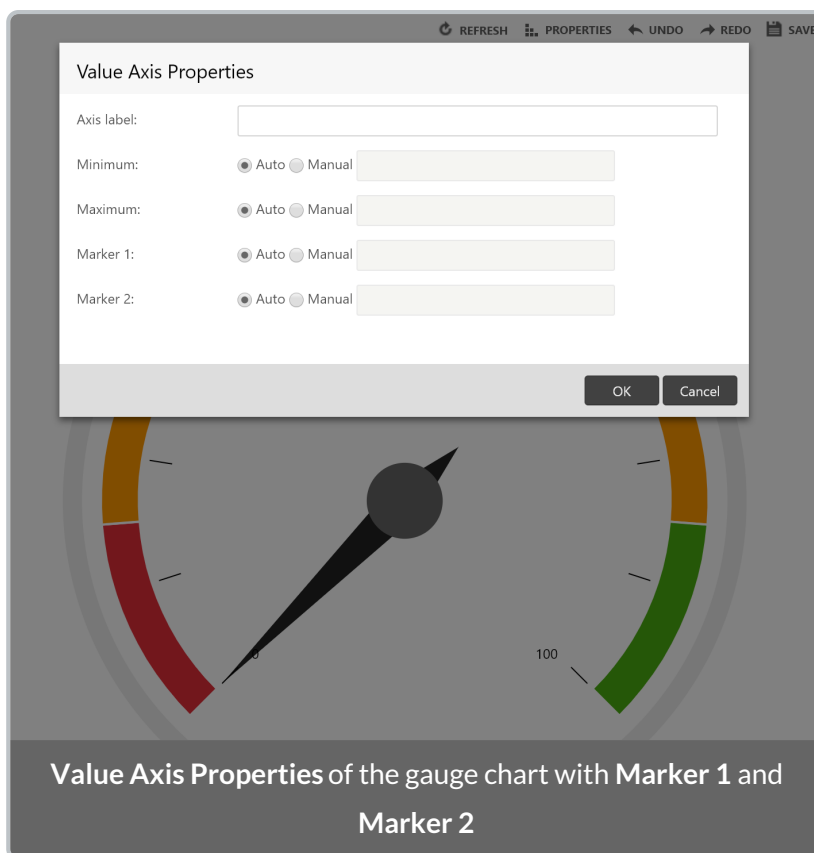 REFRESH PROPERTIES UNDO REDO SAVE
Value Axis Properties
Axis label:
Minimum: Auto Manual
Maximum: Auto Manual
Marker 1: Auto Manual
Marker 2: Auto Manual
OK Cancel
0 100
Value Axis Properties of the gauge chart with Marker 1 and
Marker 2